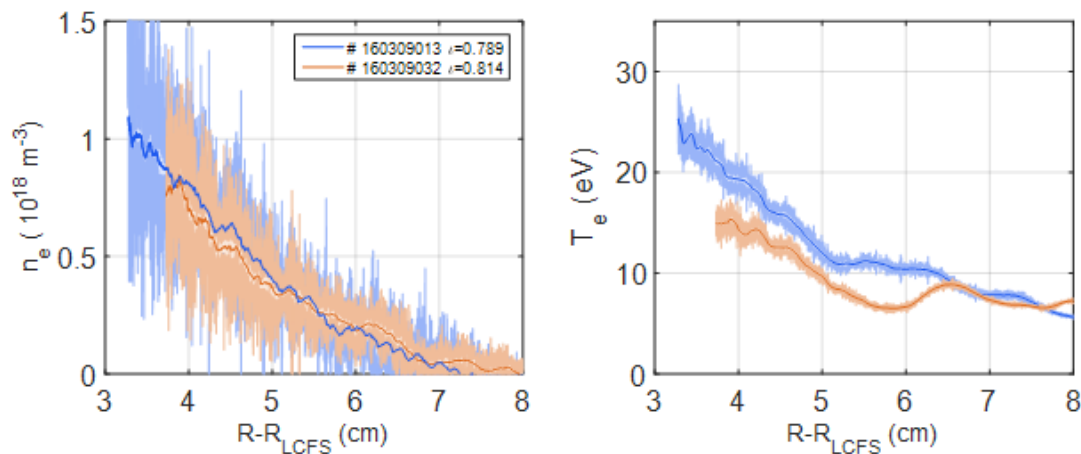 1.5
1
0.5
0
n_e ( 10^18 m^-3)
# 160309013 ι=0.789
# 160309032 ι=0.814
3 4 5 6 7 8
R-R_LCFS (cm)
30
20
10
0
T_e (eV)
3 4 5 6 7 8
R-R_LCFS (cm)